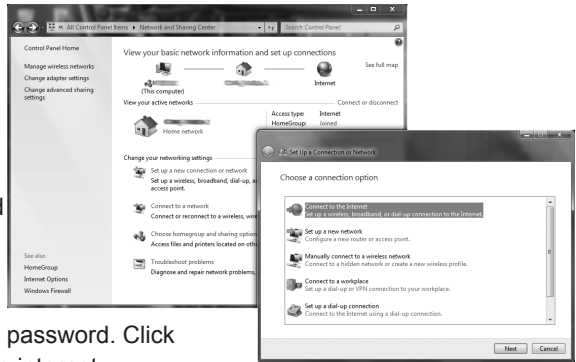 All Control Panel Items ▸ Network and Sharing Center
Search Control Panel
Control Panel Home
Manage wireless networks
Change adapter settings
Change advanced sharing
settings
See also
HomeGroup
Internet Options
Windows Firewall
View your basic network information and set up connections
See full map
(This computer)
Internet
View your active networks
Connect or disconnect
Home network
Access type: Internet
HomeGroup: Joined
Change your networking settings
Set up a new connection or network
Set up a wireless, broadband, dial-up,
access point.
Connect to a network
Connect or reconnect to a wireless,
Choose homegroup and sharing
Access files and printers located on
Troubleshoot problems
Diagnose and repair network problems,
Set Up a Connection or Network
Choose a connection option
Connect to the Internet
Set up a wireless, broadband, or dial-up connection to the Internet.
Set up a new network
Configure a new router or access point.
Manually connect to a wireless network
Connect to a hidden network or create a new wireless profile.
Connect to a workplace
Set up a dial-up or VPN connection to your workplace.
Set up a dial-up connection
Connect to the Internet using a dial-up connection.
Next
Cancel
password. Click